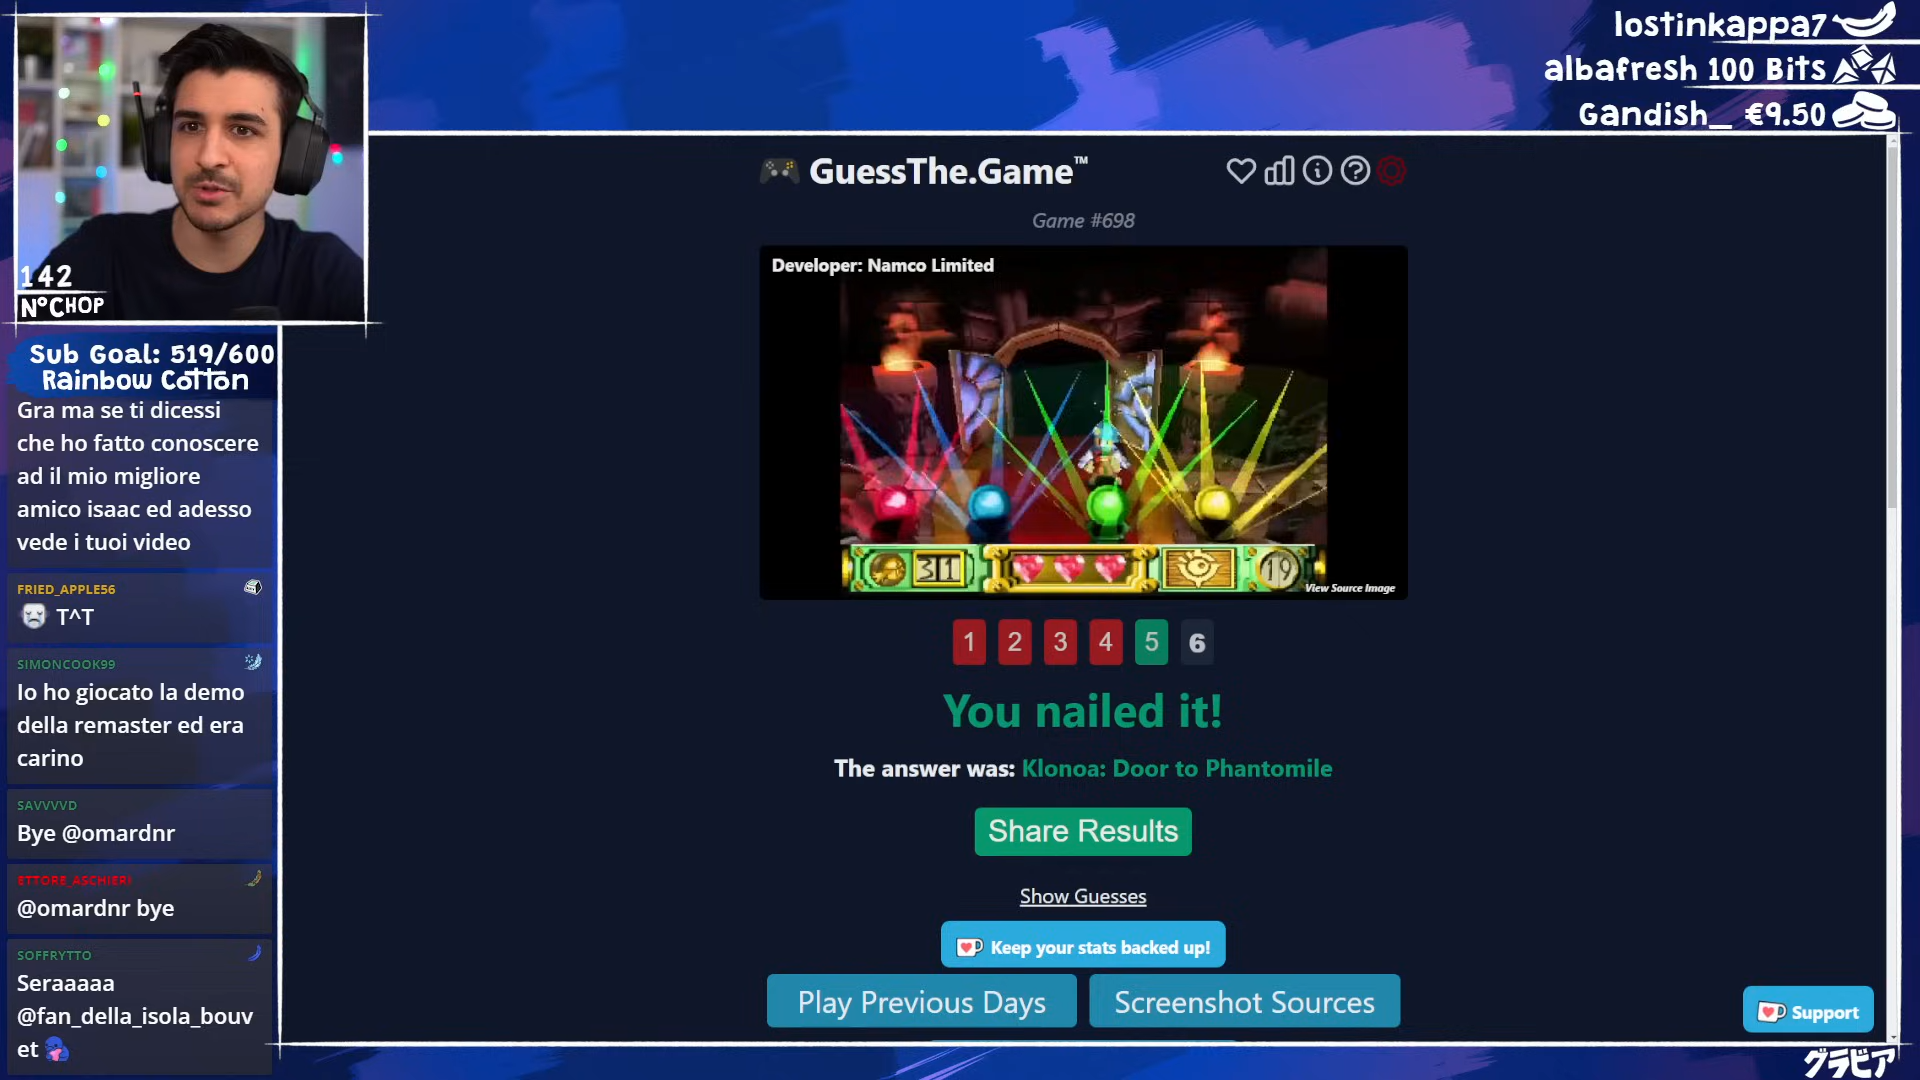 lostinkappa7
albafresh 100 Bits
Gandish_ €9.50
142
N°CHOP
Sub Goal: 519/600
Rainbow Cotton
Gra ma se ti dicessi
che ho fatto conoscere
ad il mio migliore
amico isaac ed adesso
vede i tuoi video
FRIED_APPLE56
T^T
SIMONCOOK99
Io ho giocato la demo
della remaster ed era
carino
SAVVVVD
Bye @omardnr
ETTORE_ASCHIERI
@omardnr bye
SOFFRYTTO
Seraaaaa
@fan_della_isola_bouv
et
GuessThe.Game™
Game #698
Developer: Namco Limited
31
19
View Source Image
1 2 3 4 5 6
You nailed it!
The answer was: Klonoa: Door to Phantomile
Share Results
Show Guesses
Keep your stats backed up!
Play Previous Days
Screenshot Sources
Support
グラビア